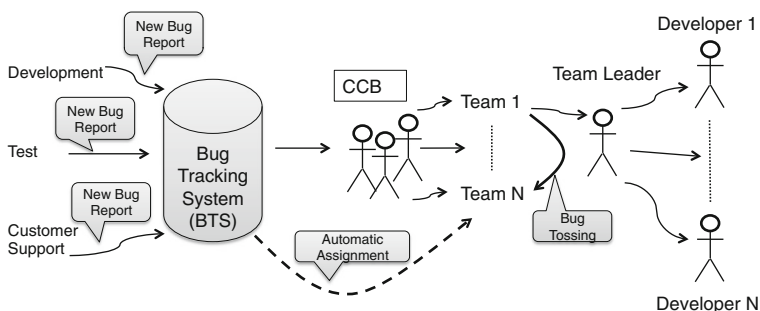 New Bug
Report
Development
New Bug
Report
Test
New Bug
Report
Customer
Support
Bug
Tracking
System
(BTS)
Automatic
Assignment
CCB
Team 1
Team N
Bug
Tossing
Team Leader
Developer 1
Developer N